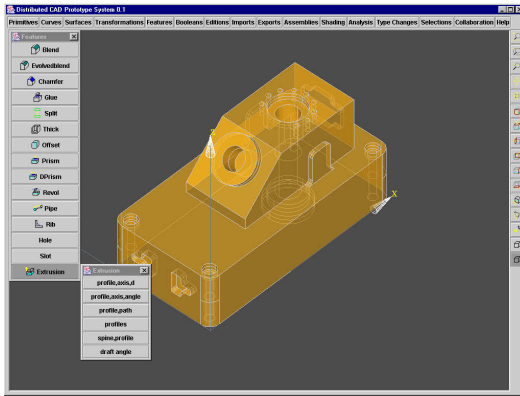 Distributed CAD Prototype System 0.1
Primitives Curves Surfaces Transformations Features Booleans Editions Imports Exports Assemblies Shading Analysis Type Changes Selections Collaboration Help
Features
Blend
Evolvedblend
Chamfer
Glue
Split
Thick
Offset
Prism
DPrism
Revol
Pipe
Rib
Hole
Slot
Extrusion
Extrusion
profile,axis,d
profile,axis,angle
profile,path
profiles
spine,profile
draft angle
Z
X